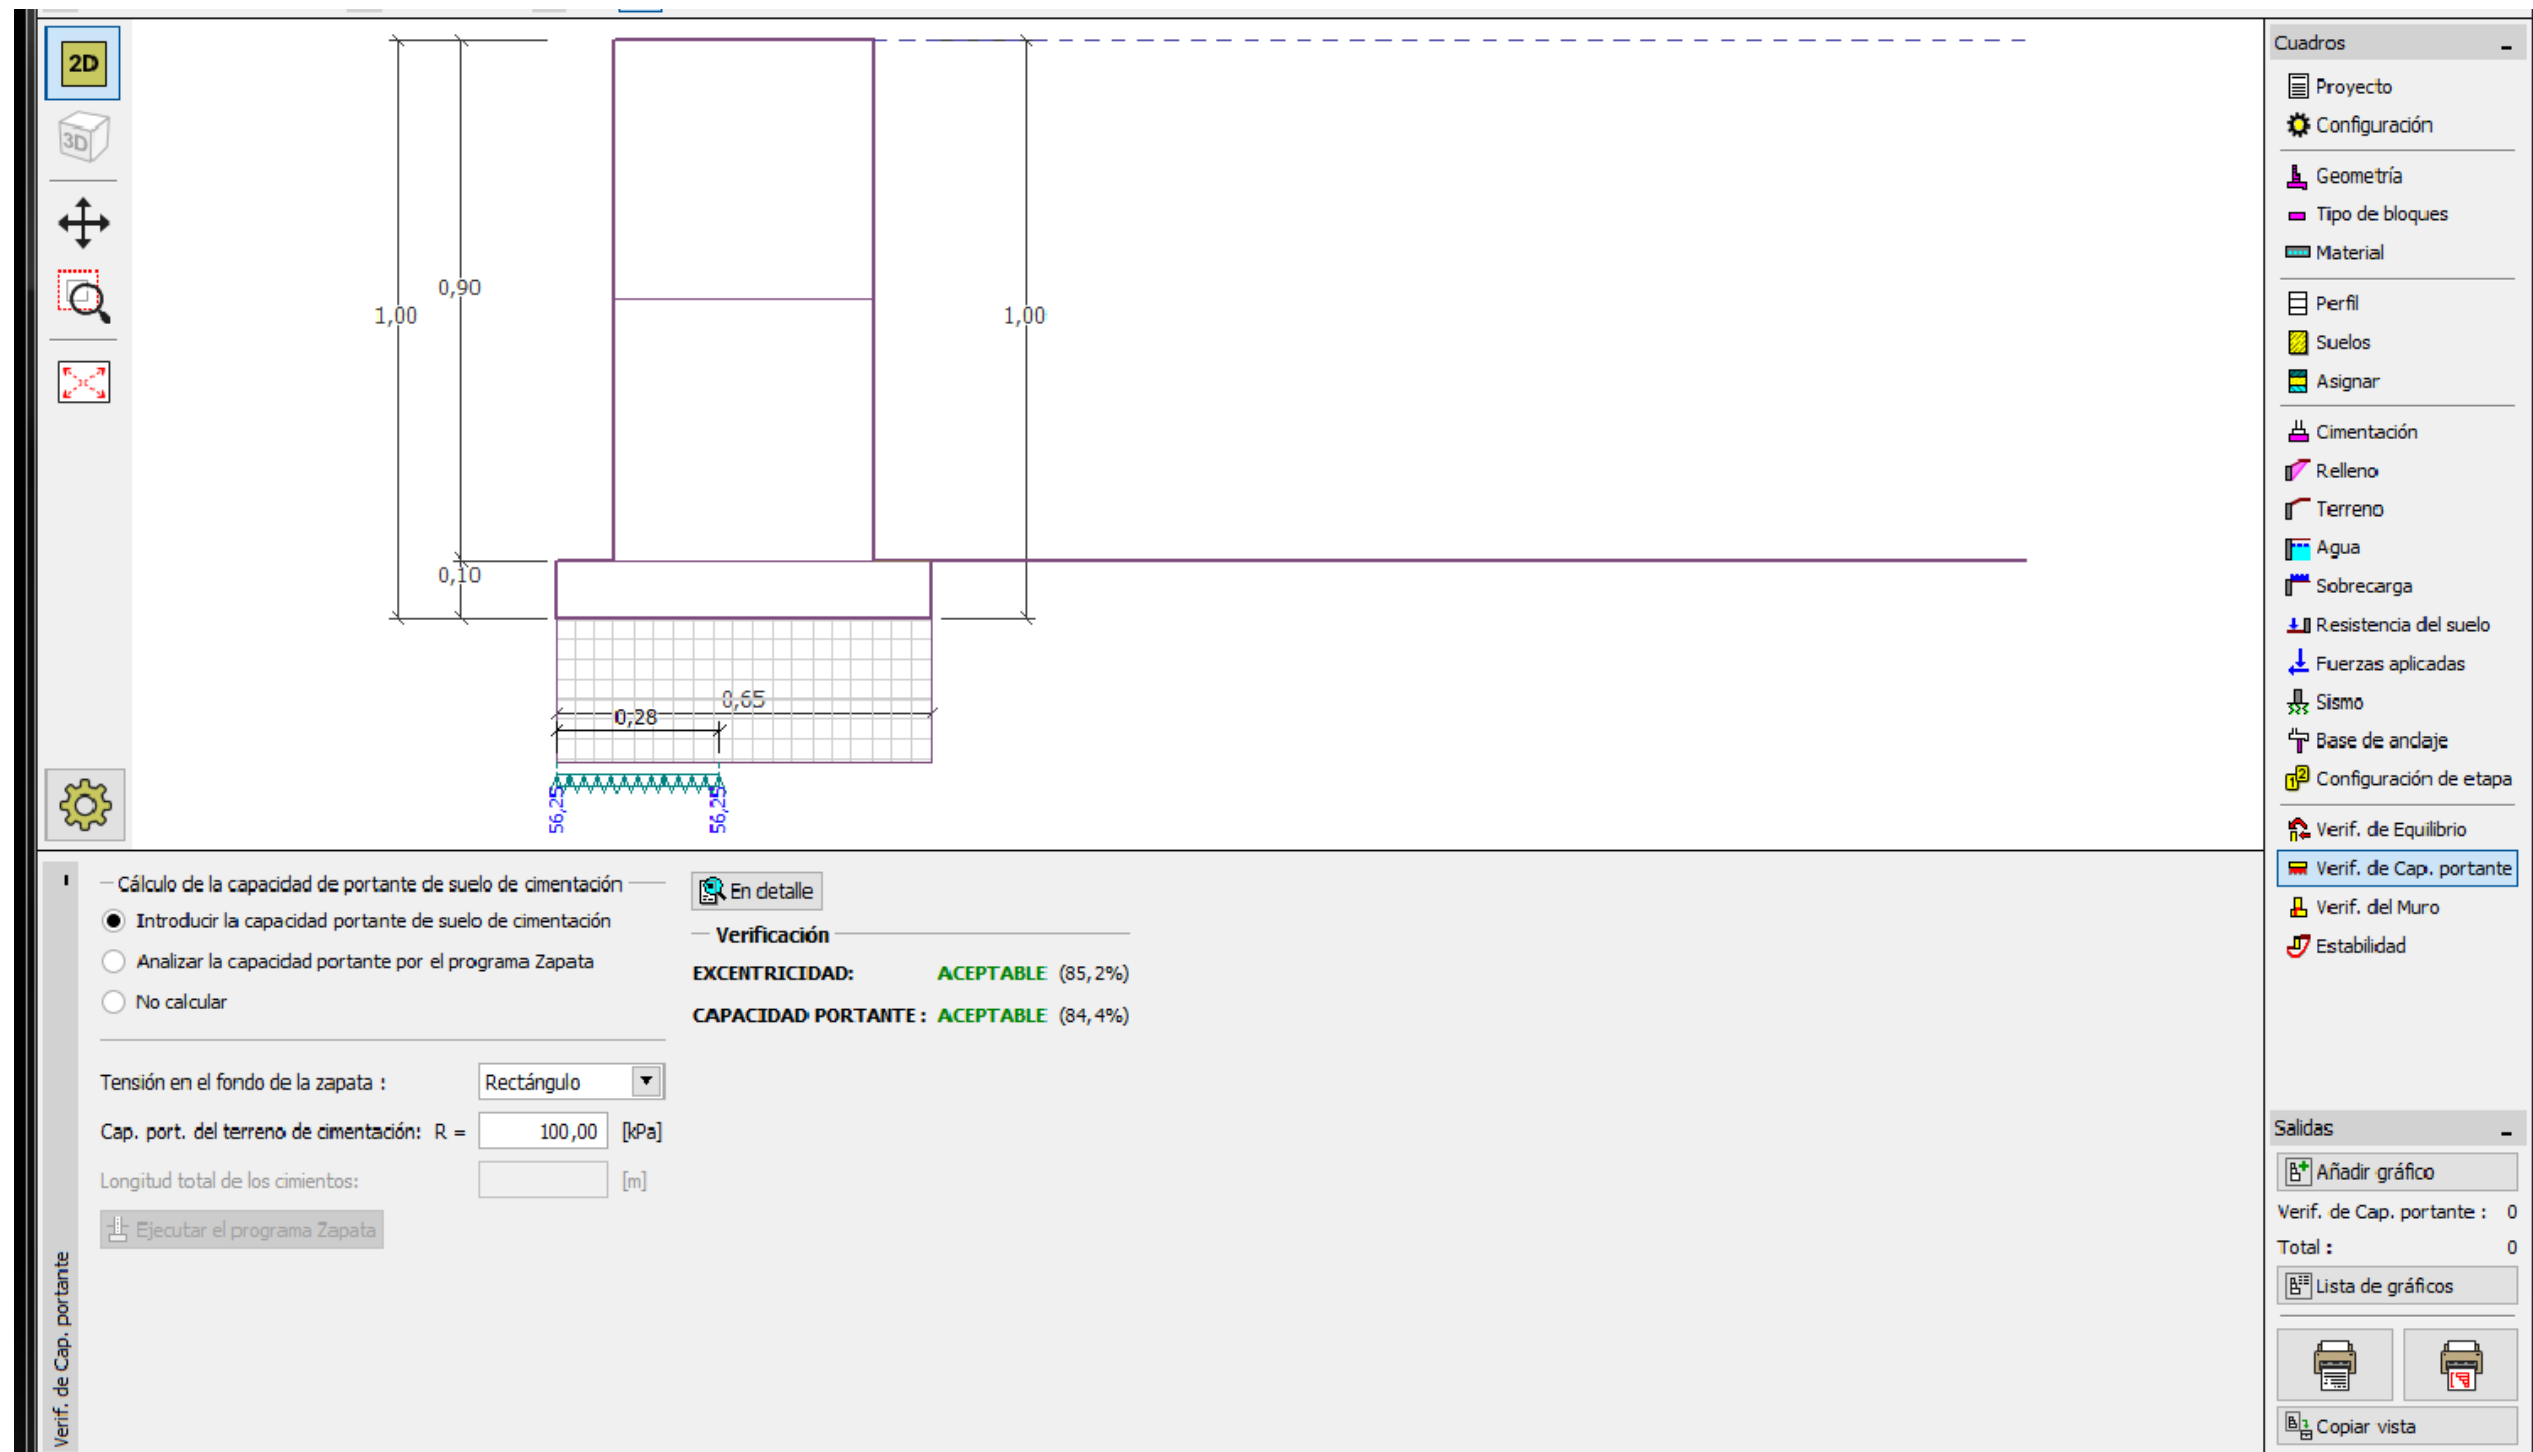 2D
3D
1,00
0,90
0,10
1,00
0,65
0,28
56,25
56,25
Cuadros
Proyecto
Configuración
Geometría
Tipo de bloques
Material
Perfil
Suelos
Asignar
Cimentación
Relleno
Terreno
Agua
Sobrecarga
Resistencia del suelo
Fuerzas aplicadas
Sismo
Base de anclaje
Configuración de etapa
Verif. de Equilibrio
Verif. de Cap. portante
Verif. del Muro
Estabilidad
Verif. de Cap. portante
Cálculo de la capacidad de portante de suelo de cimentación
Introducir la capacidad portante de suelo de cimentación
Analizar la capacidad portante por el programa Zapata
No calcular
Tensión en el fondo de la zapata : Rectángulo
Cap. port. del terreno de cimentación: R = 100,00 [kPa]
Longitud total de los cimientos: [m]
Ejecutar el programa Zapata
En detalle
Verificación
EXCENTRICIDAD: ACEPTABLE (85,2%)
CAPACIDAD PORTANTE : ACEPTABLE (84,4%)
Salidas
Añadir gráfico
Verif. de Cap. portante : 0
Total : 0
Lista de gráficos
Copiar vista